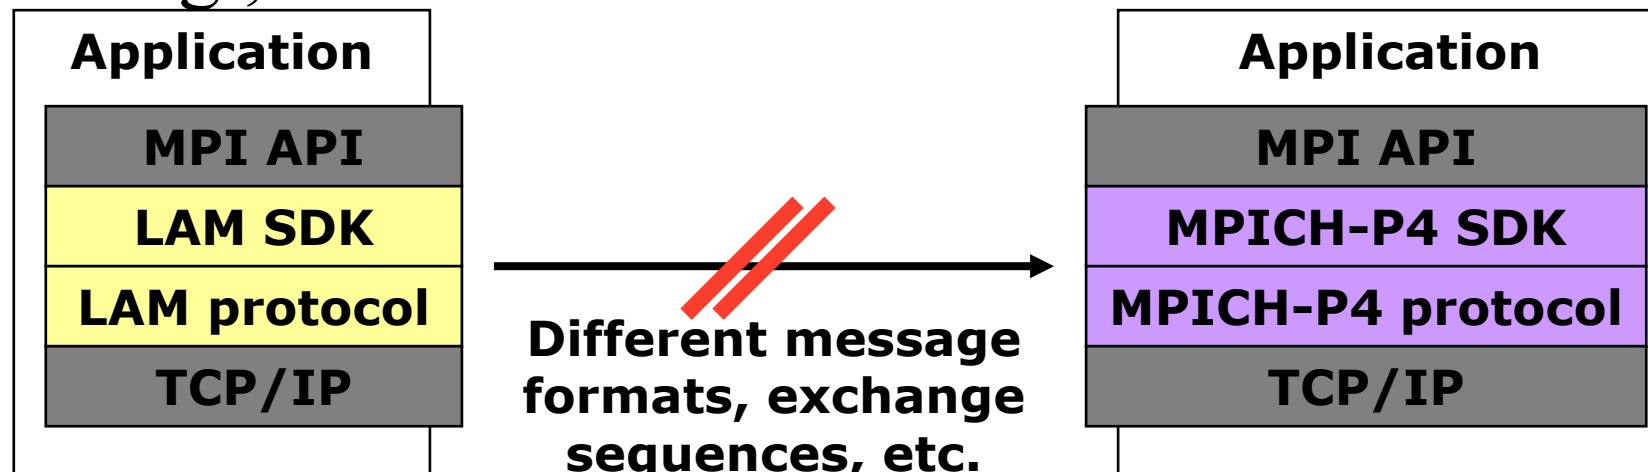 Application
MPI API
LAM SDK
LAM protocol
TCP/IP
Different message
formats, exchange
sequences, etc.
Application
MPI API
MPICH-P4 SDK
MPICH-P4 protocol
TCP/IP